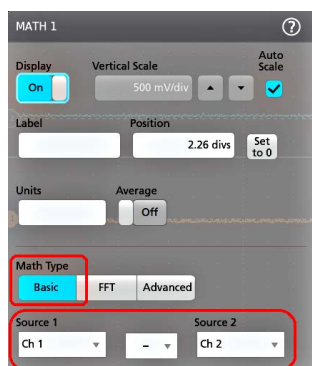 MATH 1 ?
Display Vertical Scale Auto Scale
On 500 mV/div
Label Position
2.26 divs Set to 0
Units Average
Off
Math Type
Basic FFT Advanced
Source 1 Source 2
Ch 1 – Ch 2